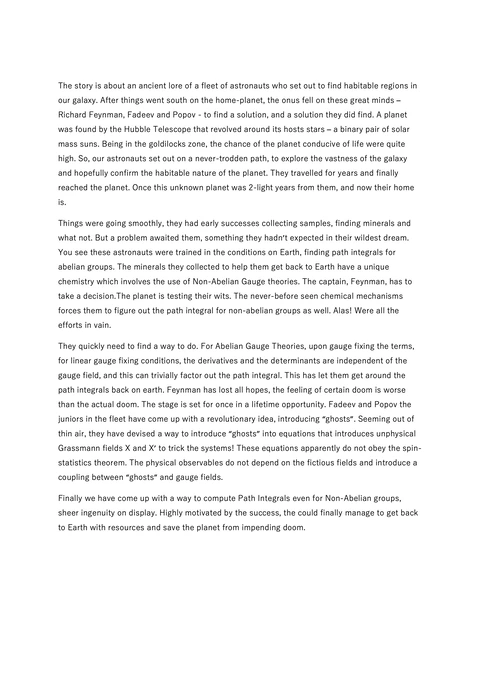 The story is about an ancient lore of a fleet of astronauts who set out to find habitable regions in
our galaxy. After things went south on the home-planet, the onus fell on these great minds –
Richard Feynman, Fadeev and Popov - to find a solution, and a solution they did find. A planet
was found by the Hubble Telescope that revolved around its hosts stars – a binary pair of solar
mass suns. Being in the goldilocks zone, the chance of the planet conducive of life were quite
high. So, our astronauts set out on a never-trodden path, to explore the vastness of the galaxy
and hopefully confirm the habitable nature of the planet. They travelled for years and finally
reached the planet. Once this unknown planet was 2-light years from them, and now their home
is.
Things were going smoothly, they had early successes collecting samples, finding minerals and
what not. But a problem awaited them, something they hadn't expected in their wildest dream.
You see these astronauts were trained in the conditions on Earth, finding path integrals for
abelian groups. The minerals they collected to help them get back to Earth have a unique
chemistry which involves the use of Non-Abelian Gauge theories. The captain, Feynman, has to
take a decision.The planet is testing their wits. The never-before seen chemical mechanisms
forces them to figure out the path integral for non-abelian groups as well. Alas! Were all the
efforts in vain.
They quickly need to find a way to do. For Abelian Gauge Theories, upon gauge fixing the terms,
for linear gauge fixing conditions, the derivatives and the determinants are independent of the
gauge field, and this can trivially factor out the path integral. This has let them get around the
path integrals back on earth. Feynman has lost all hopes, the feeling of certain doom is worse
than the actual doom. The stage is set for once in a lifetime opportunity. Fadeev and Popov the
juniors in the fleet have come up with a revolutionary idea, introducing "ghosts". Seeming out of
thin air, they have devised a way to introduce "ghosts" into equations that introduces unphysical
Grassmann fields X and X' to trick the systems! These equations apparently do not obey the spin-
statistics theorem. The physical observables do not depend on the fictious fields and introduce a
coupling between "ghosts" and gauge fields.
Finally we have come up with a way to compute Path Integrals even for Non-Abelian groups,
sheer ingenuity on display. Highly motivated by the success, the could finally manage to get back
to Earth with resources and save the planet from impending doom.